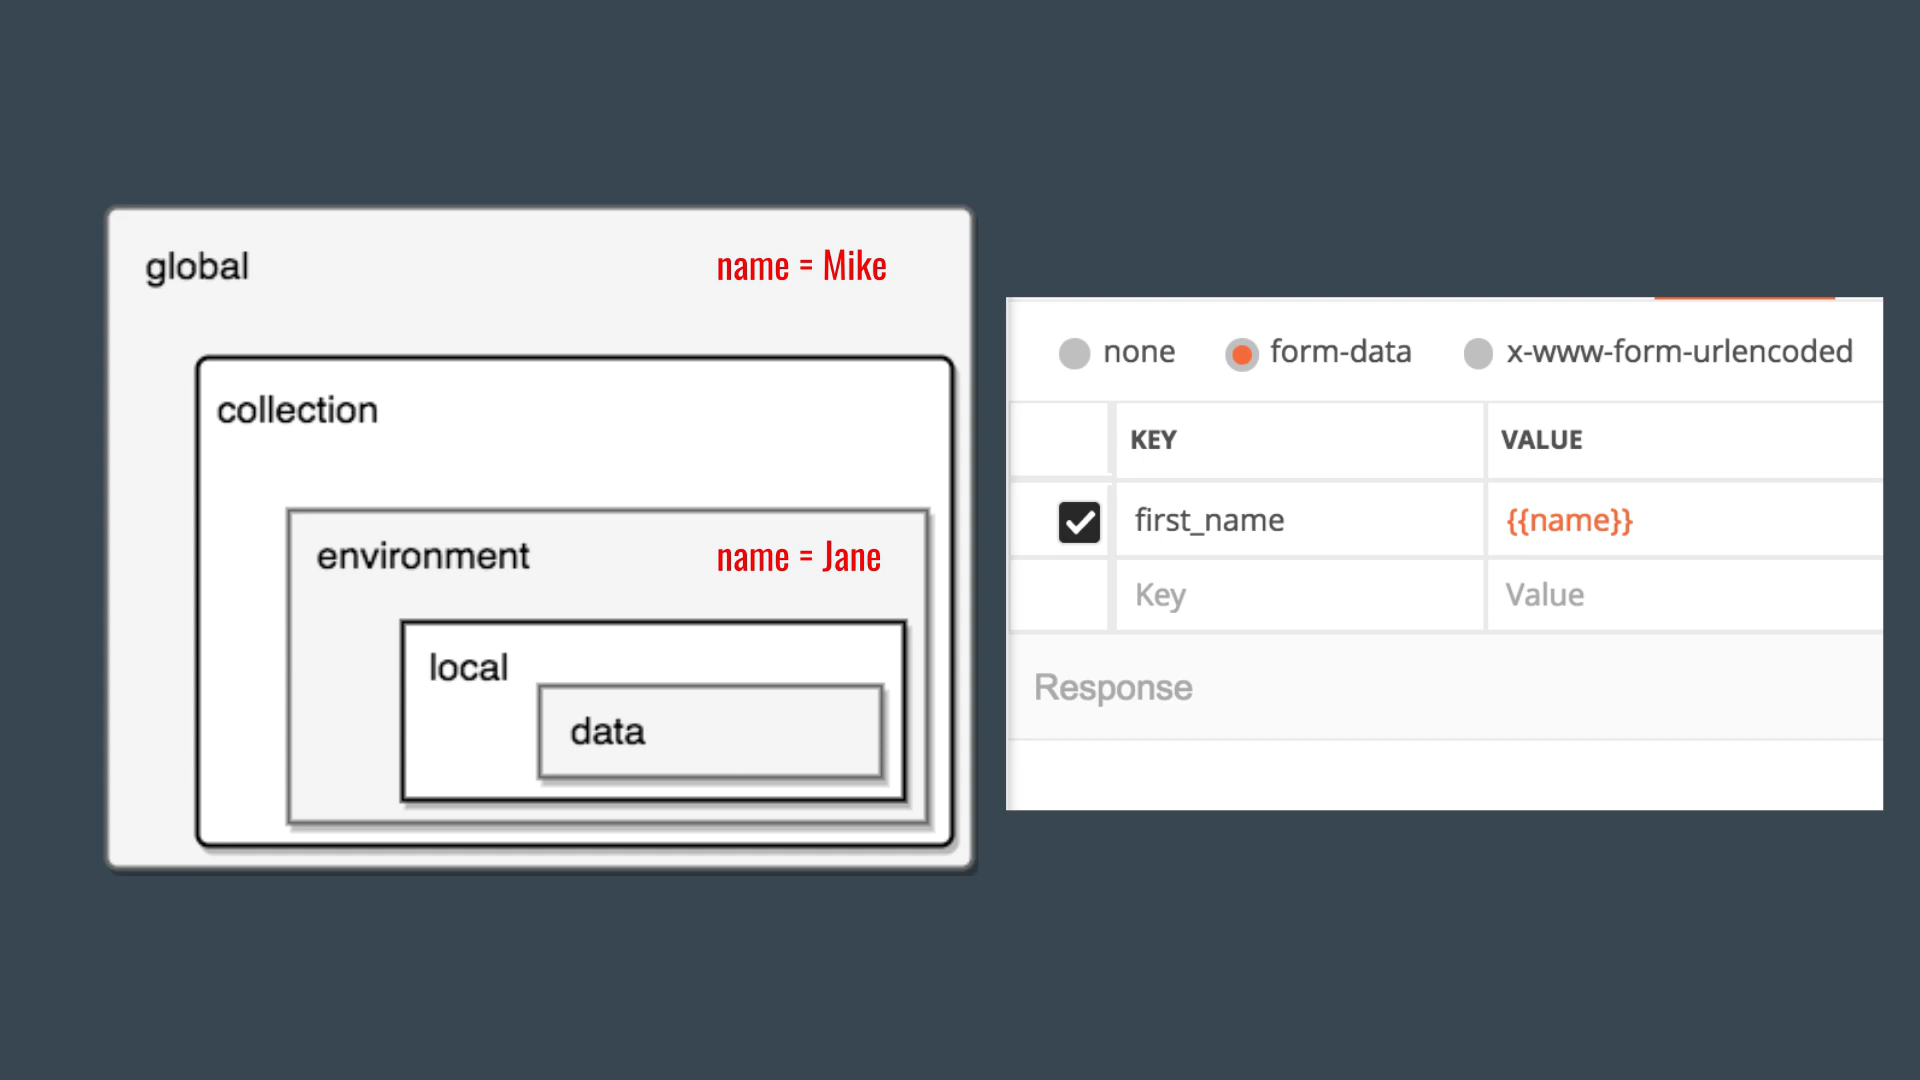 global
name = Mike
collection
environment
name = Jane
local
data
none
form-data
x-www-form-urlencoded
KEY
VALUE
first_name
{{name}}
Key
Value
Response